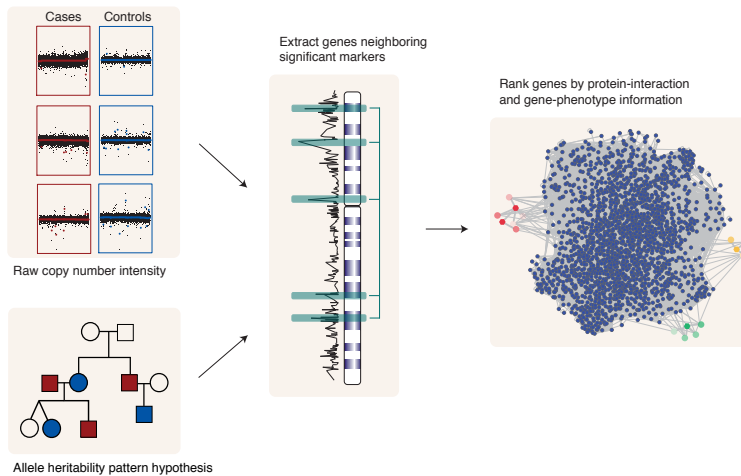 Cases Controls
Raw copy number intensity
Allele heritability pattern hypothesis
Extract genes neighboring
significant markers
Rank genes by protein-interaction
and gene-phenotype information